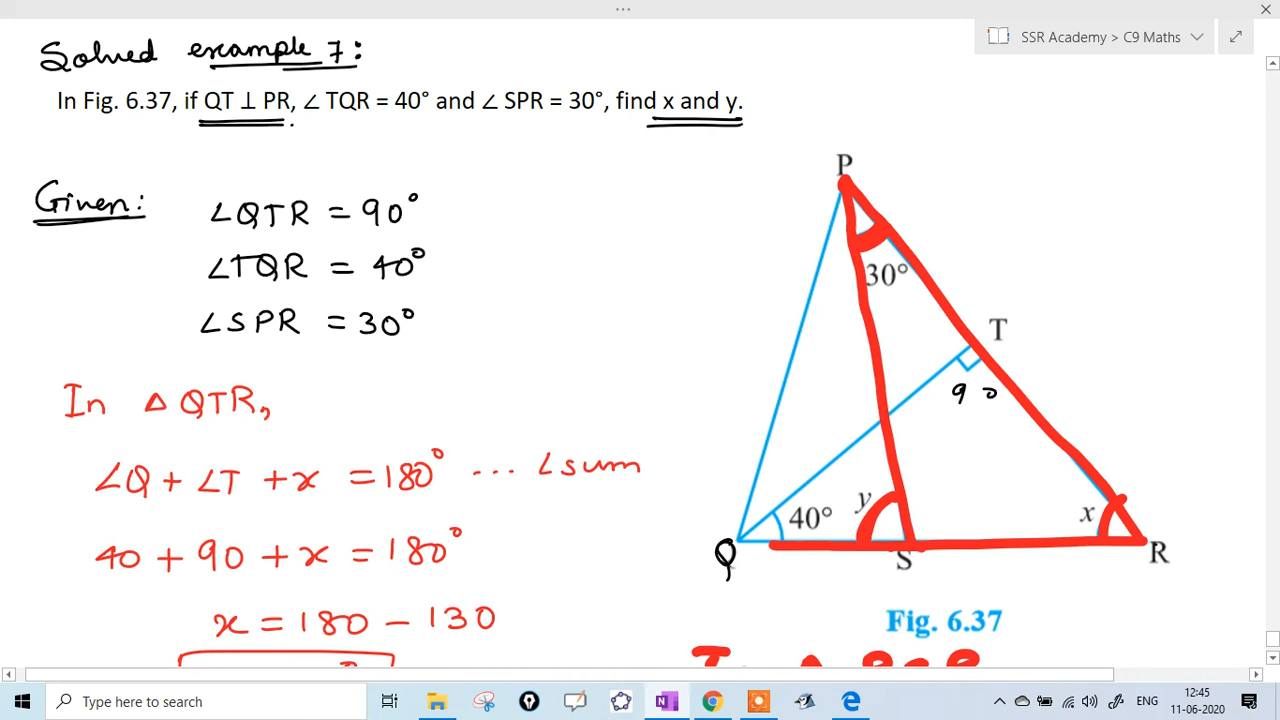 SSR Academy > C9 Maths
Solved example 7:
In Fig. 6.37, if QT ⊥ PR, ∠ TQR = 40° and ∠ SPR = 30°, find x and y.
Given:
∠QTR = 90°
∠TQR = 40°
∠SPR = 30°
In △ QTR,
∠Q + ∠T + x = 180° ... ∠sum
40 + 90 + x = 180°
x = 180 - 130
P
30°
T
90
y
40°
x
Q
S
R
Fig. 6.37
Type here to search
ENG
12:45
11-06-2020